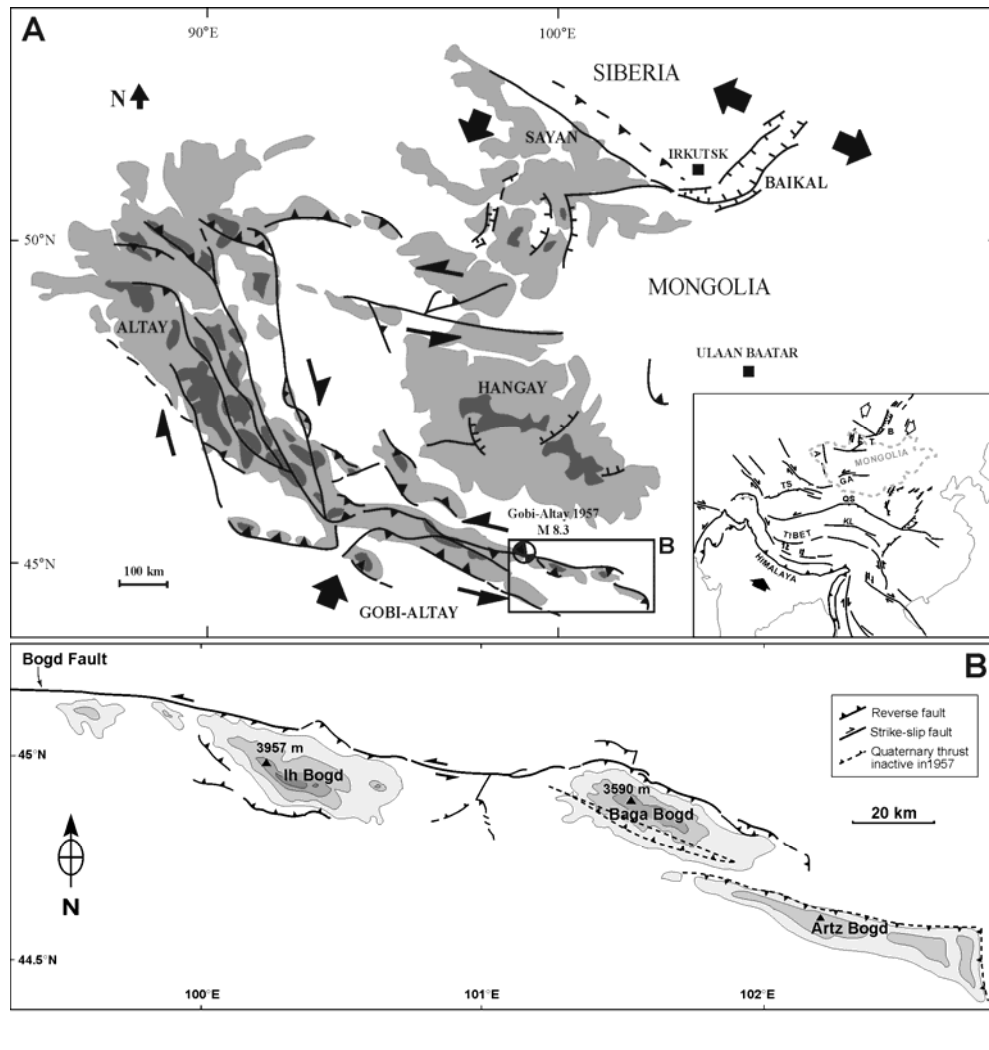 A
90°E
100°E
SIBERIA
N
SAYAN
IRKUTSK
BAIKAL
50°N
MONGOLIA
ALTAY
ULAAN BAATAR
HANGAY
Gobi-Altay 1957
M 8.3
B
45°N
100 km
GOBI-ALTAY
B
T
A
MONGOLIA
TS
GA
QS
KL
TIBET
HIMALAYA
Bogd Fault
B
Reverse fault
Strike-slip fault
Quaternary thrust
inactive in1957
45°N
3957 m
Ih Bogd
3590 m
Baga Bogd
20 km
N
Artz Bogd
44.5°N
100°E
101°E
102°E